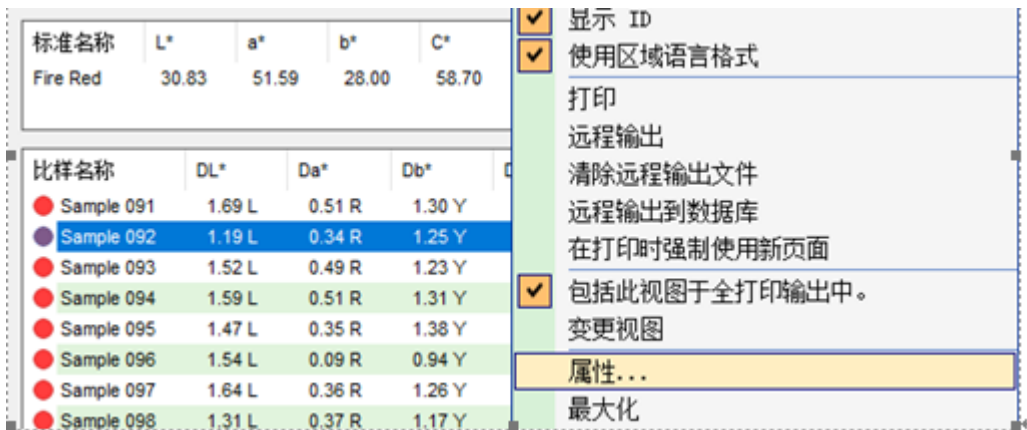 标准名称 L* a* b* C*
Fire Red 30.83 51.59 28.00 58.70
比样名称 DL* Da* Db*
Sample 091 1.69 L 0.51 R 1.30 Y
Sample 092 1.19 L 0.34 R 1.25 Y
Sample 093 1.52 L 0.49 R 1.23 Y
Sample 094 1.59 L 0.51 R 1.31 Y
Sample 095 1.47 L 0.35 R 1.38 Y
Sample 096 1.54 L 0.09 R 0.94 Y
Sample 097 1.64 L 0.36 R 1.26 Y
Sample 098 1.31 L 0.37 R 1.17 Y
显示 ID
使用区域语言格式
打印
远程输出
清除远程输出文件
远程输出到数据库
在打印时强制使用新页面
包括此视图于全打印输出中。
变更视图
属性...
最大化